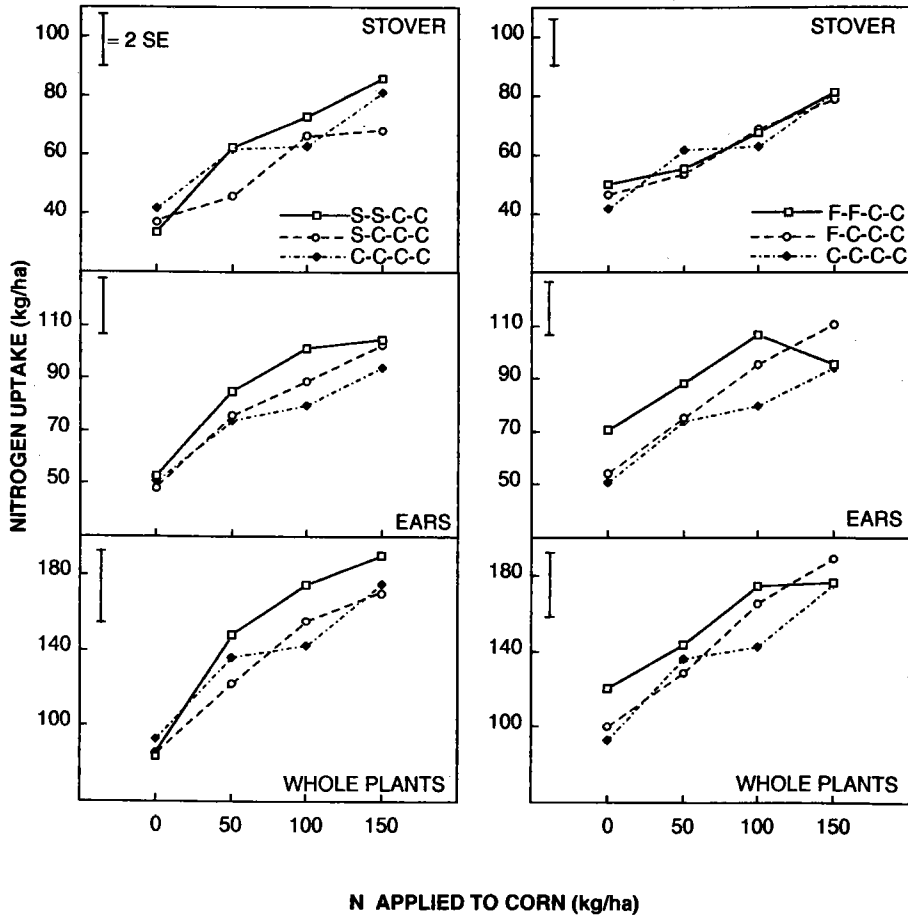 NITROGEN UPTAKE (kg/ha)
100
80
60
40
= 2 SE
STOVER
S-S-C-C
S-C-C-C
C-C-C-C
100
80
60
40
STOVER
F-F-C-C
F-C-C-C
C-C-C-C
110
90
70
50
EARS
110
90
70
50
EARS
180
140
100
WHOLE PLANTS
0 50 100 150
180
140
100
WHOLE PLANTS
0 50 100 150
N APPLIED TO CORN (kg/ha)